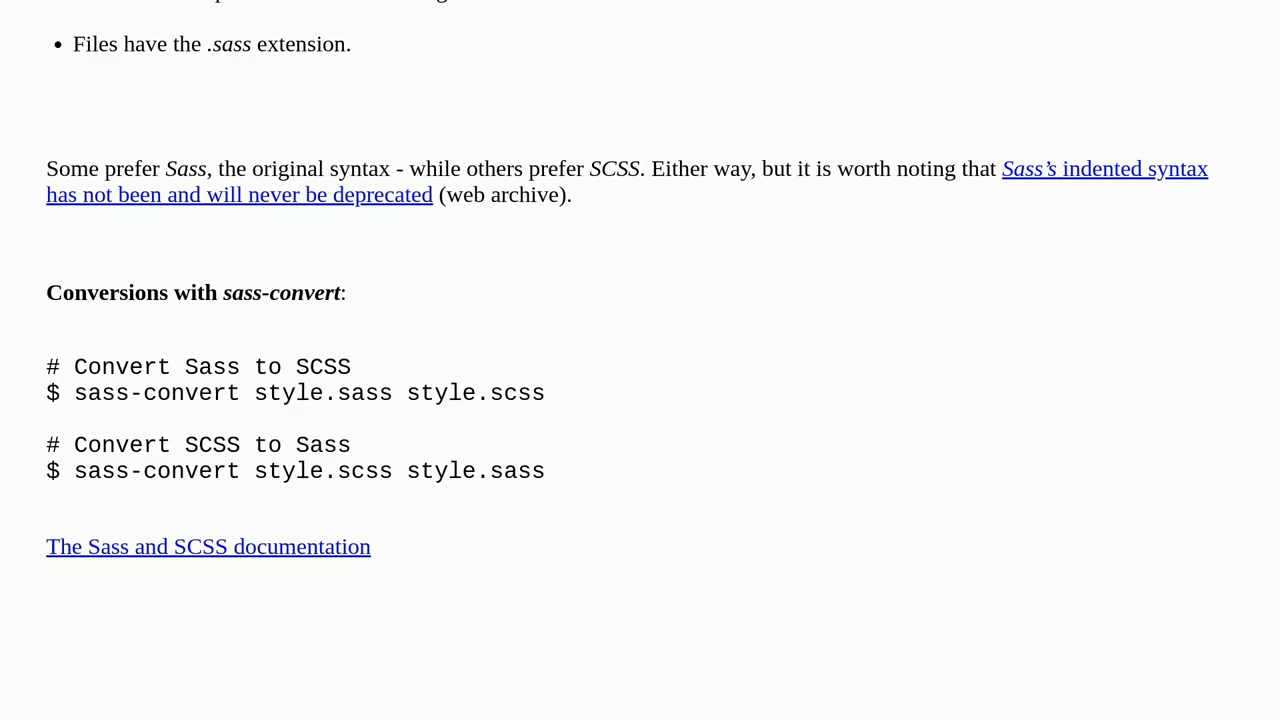 Files have the .sass extension.
Some prefer Sass, the original syntax - while others prefer SCSS. Either way, but it is worth noting that Sass’s indented syntax
has not been and will never be deprecated (web archive).
Conversions with sass-convert:
# Convert Sass to SCSS
$ sass-convert style.sass style.scss
# Convert SCSS to Sass
$ sass-convert style.scss style.sass
The Sass and SCSS documentation